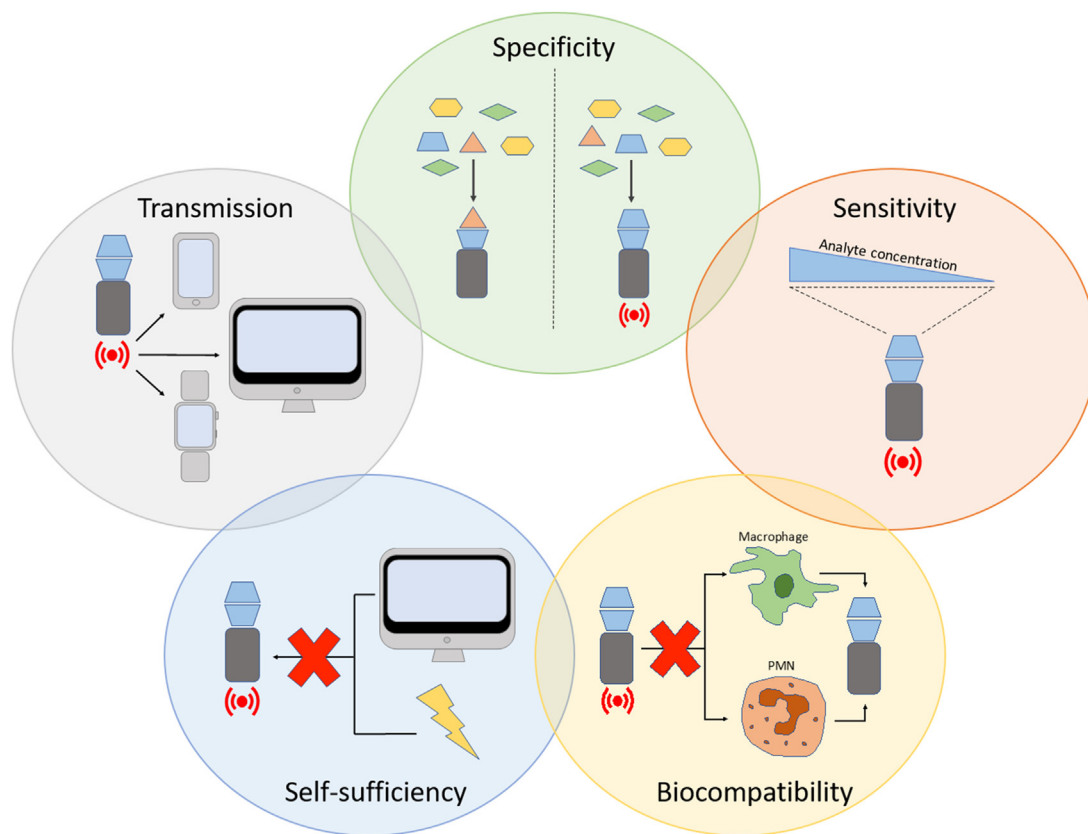 Specificity
Transmission
Sensitivity
Analyte concentration
Macrophage
PMN
Self-sufficiency
Biocompatibility